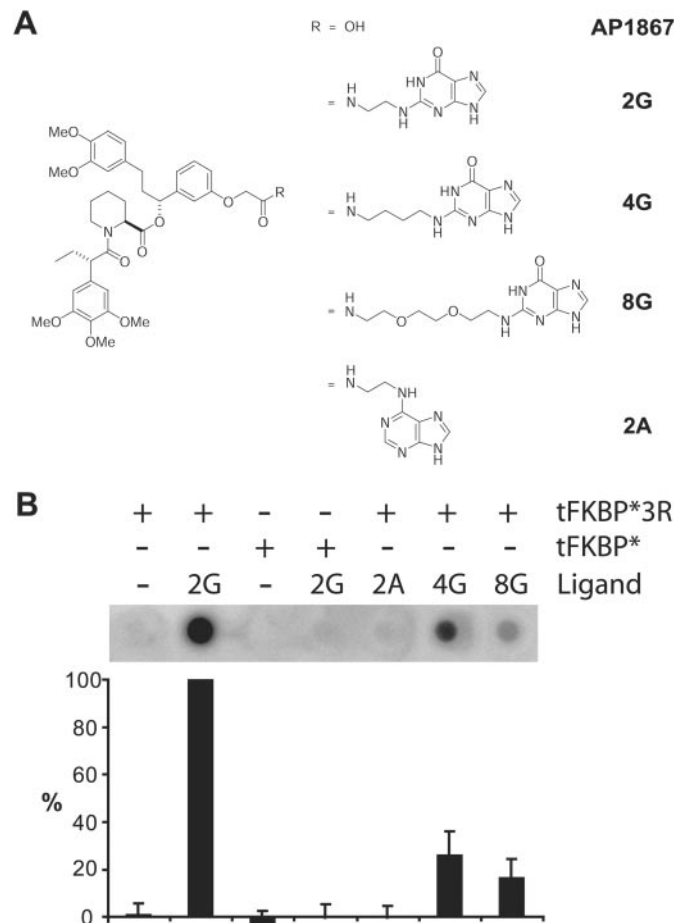 A
R = OH AP1867
= 2G
= 4G
= 8G
= 2A
MeO
MeO
O
O
R
O
N
O
O
MeO
OMe
OMe
H
N
N
H
O
HN
N
N
N
H
H
N
N
H
O
HN
N
N
N
H
H
N
O
O
H
N
O
HN
N
N
N
H
H
N
NH
N
N
N
N
H
B
+ + - - + + + tFKBP*3R
- - + + - - - tFKBP*
- 2G - 2G 2A 4G 8G Ligand
100
80
60
%
40
20
0